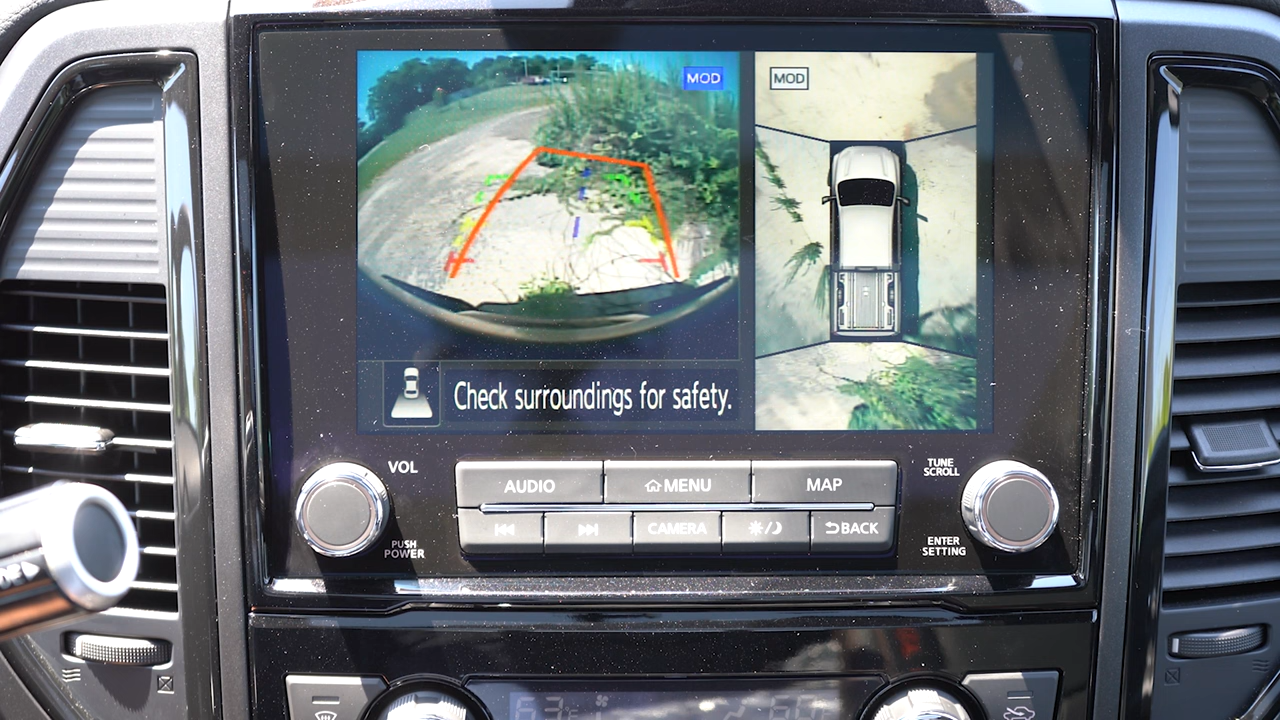 MOD
MOD
Check surroundings for safety.
VOL
TUNE
SCROLL
AUDIO
MENU
MAP
CAMERA
BACK
PUSH
POWER
ENTER
SETTING